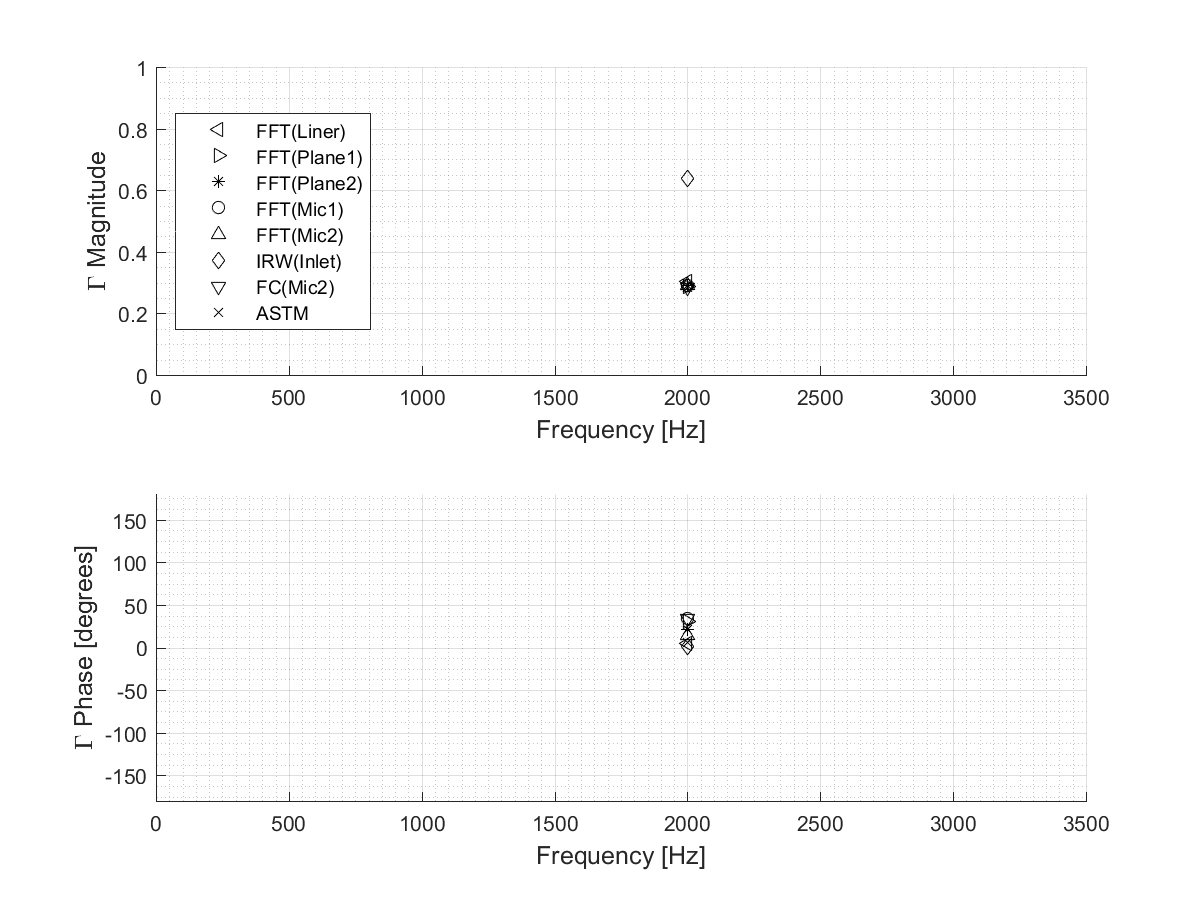 1
0.8
0.6
0.4
0.2
0
Γ Magnitude
FFT(Liner)
FFT(Plane1)
FFT(Plane2)
FFT(Mic1)
FFT(Mic2)
IRW(Inlet)
FC(Mic2)
ASTM
0 500 1000 1500 2000 2500 3000 3500
Frequency [Hz]
150
100
50
0
-50
-100
-150
Γ Phase [degrees]
0 500 1000 1500 2000 2500 3000 3500
Frequency [Hz]